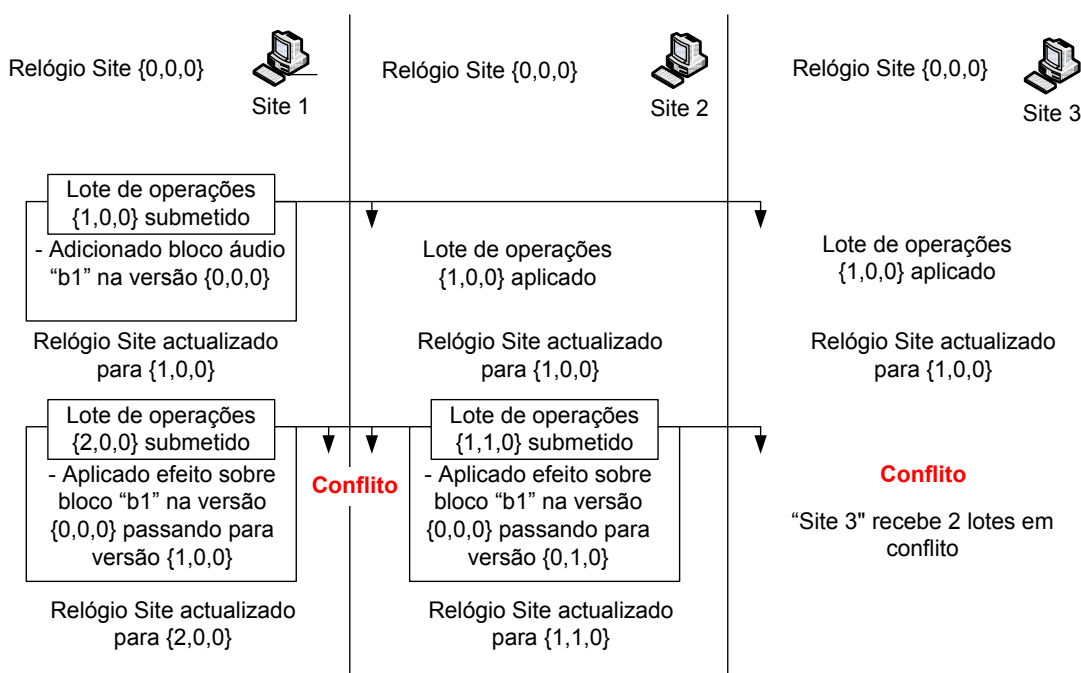 Relógio Site {0,0,0}
Site 1
Relógio Site {0,0,0}
Site 2
Relógio Site {0,0,0}
Site 3
Lote de operações
{1,0,0} submetido
- Adicionado bloco áudio
“b1” na versão {0,0,0}
Relógio Site actualizado
para {1,0,0}
Lote de operações
{1,0,0} aplicado
Relógio Site actualizado
para {1,0,0}
Lote de operações
{1,0,0} aplicado
Relógio Site actualizado
para {1,0,0}
Lote de operações
{2,0,0} submetido
- Aplicado efeito sobre
bloco “b1” na versão
{0,0,0} passando para
versão {1,0,0}
Relógio Site actualizado
para {2,0,0}
Conflito
Lote de operações
{1,1,0} submetido
- Aplicado efeito sobre
bloco “b1” na versão
{0,0,0} passando para
versão {0,1,0}
Relógio Site actualizado
para {1,1,0}
Conflito
“Site 3" recebe 2 lotes em
conflito